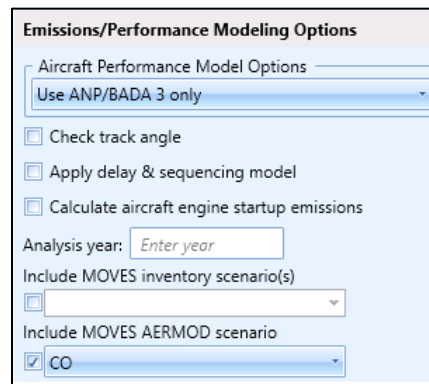 Emissions/Performance Modeling Options
Aircraft Performance Model Options
Use ANP/BADA 3 only
Check track angle
Apply delay & sequencing model
Calculate aircraft engine startup emissions
Analysis year: Enter year
Include MOVES inventory scenario(s)
Include MOVES AERMOD scenario
CO